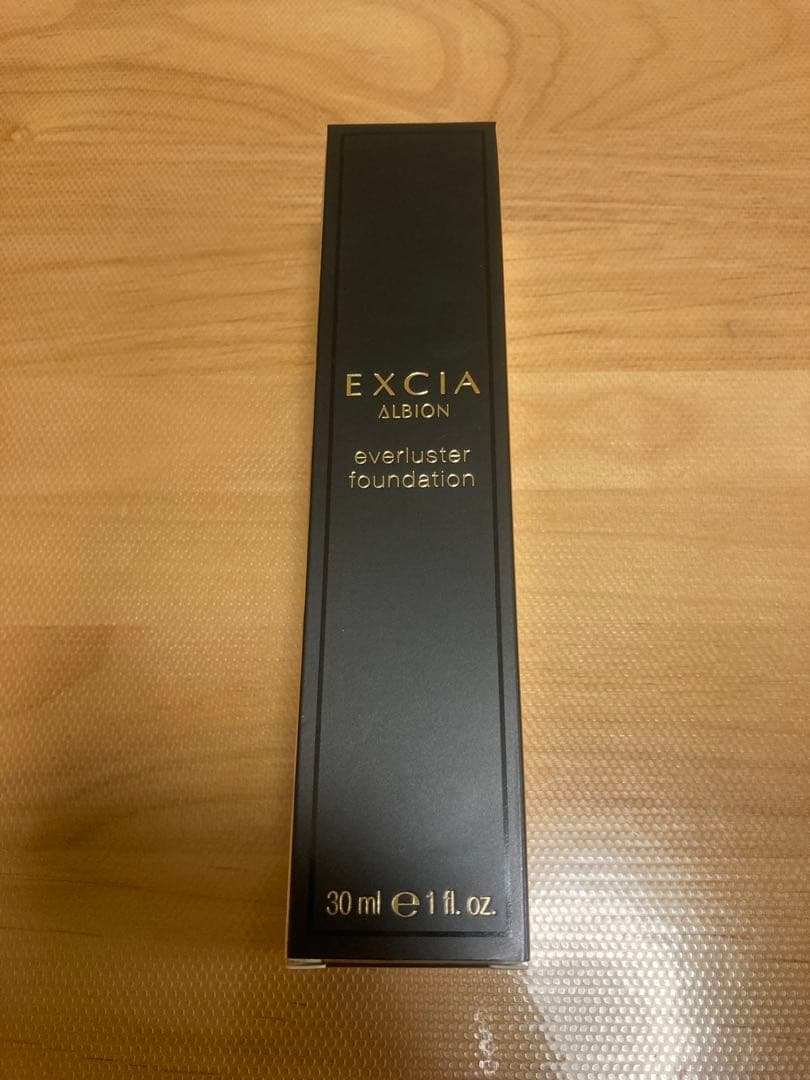 EXCIA
ALBION
everluster
foundation
30 ml ℮ 1 fl. oz.